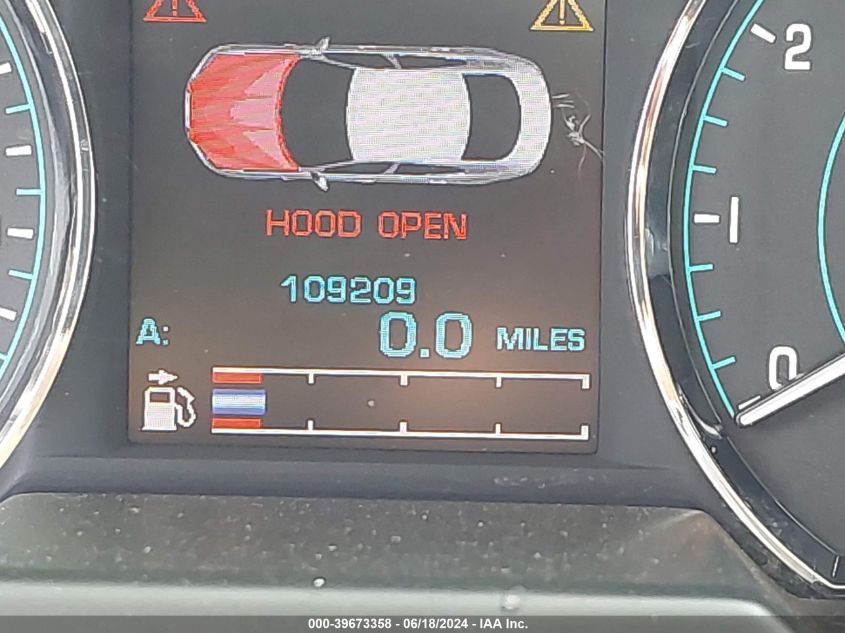 2
HOOD OPEN
1
109209
A: 0.0 MILES
0
000-39673358 - 06/18/2024 - IAA Inc.